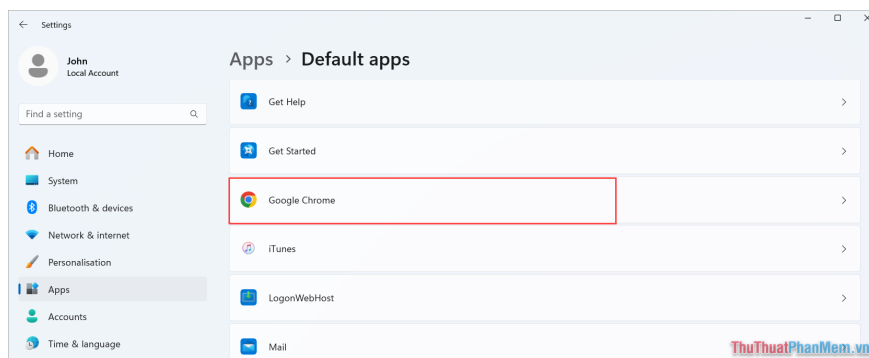 Settings
John
Local Account
Find a setting
Home
System
Bluetooth & devices
Network & internet
Personalisation
Apps
Accounts
Time & language
Apps > Default apps
Get Help
Get Started
Google Chrome
iTunes
LogonWebHost
Mail
ThuThuatPhanMem.vn